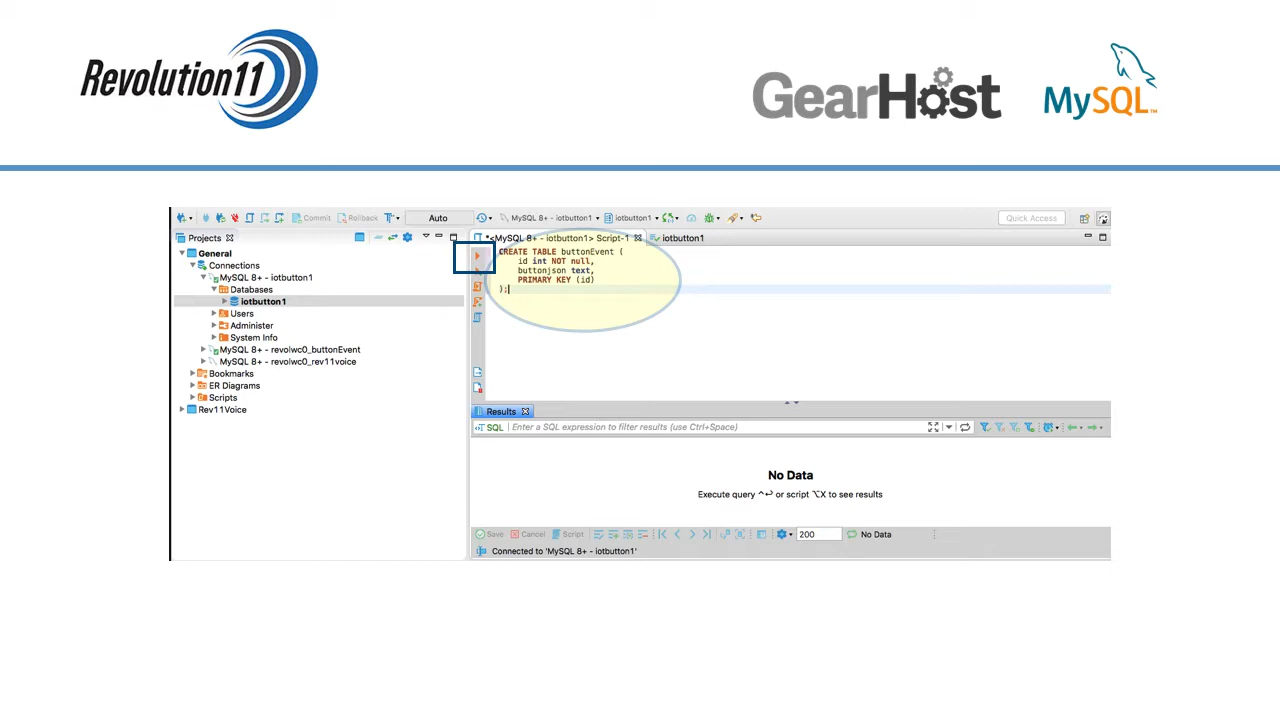 Revolution11
GearHost
MySQL™
Commit
Rollback
Auto
MySQL 8+ - iotbutton1
iotbutton1
Quick Access
Projects
*<MySQL 8+ - iotbutton1> Script-1
iotbutton1
General
Connections
MySQL 8+ - iotbutton1
Databases
iotbutton1
Users
Administer
System Info
MySQL 8+ - revolwc0_buttonEvent
MySQL 8+ - revolwc0_rev11voice
Bookmarks
ER Diagrams
Scripts
Rev11Voice
CREATE TABLE buttonEvent (
id int NOT null,
buttonjson text,
PRIMARY KEY (id)
);
Results
SQL
Enter a SQL expression to filter results (use Ctrl+Space)
No Data
Execute query ^↩ or script ⌥X to see results
Save
Cancel
Script
200
No Data
Connected to 'MySQL 8+ - iotbutton1'